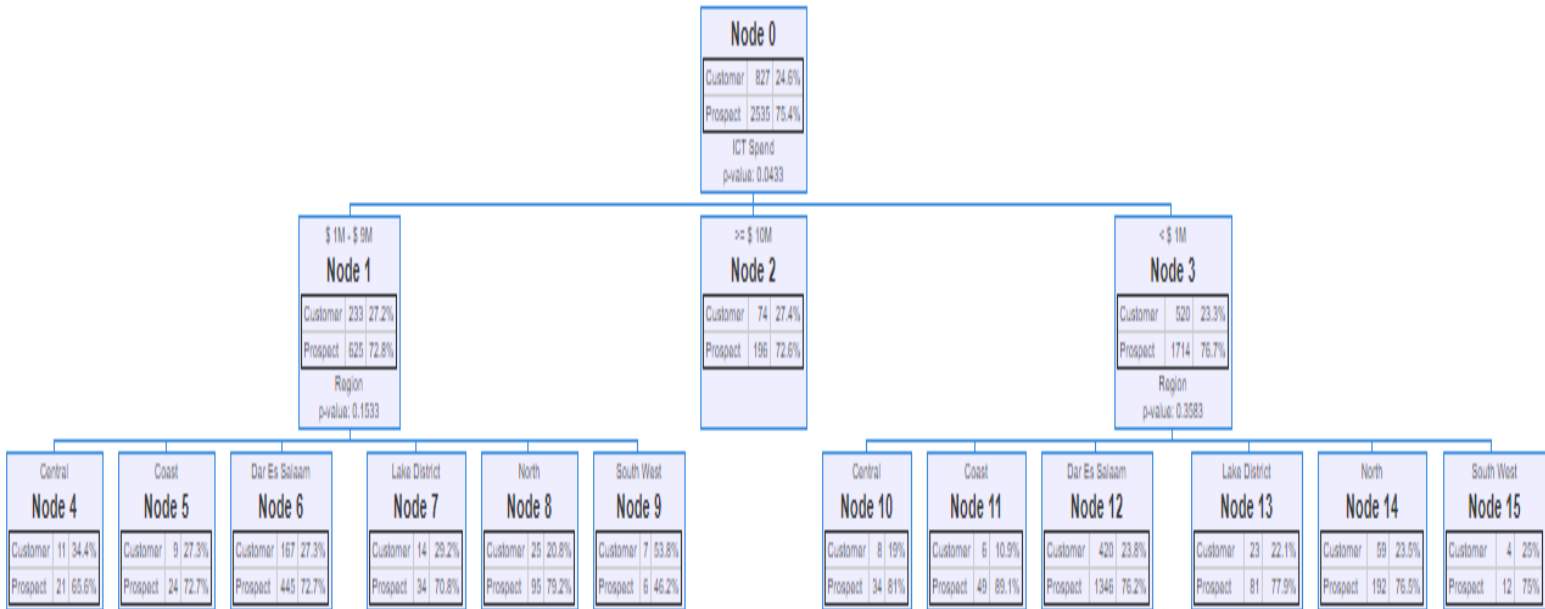 Node 0
Customer 827 24.6%
Prospect 2535 75.4%
ICT Spend
p-value: 0.0433
$ 1M - $ 9M
Node 1
Customer 233 27.2%
Prospect 625 72.8%
Region
p-value: 0.1533
>= $ 10M
Node 2
Customer 74 27.4%
Prospect 196 72.6%
< $ 1M
Node 3
Customer 520 23.3%
Prospect 1714 76.7%
Region
p-value: 0.3583
Central
Node 4
Customer 11 34.4%
Prospect 21 65.6%
Coast
Node 5
Customer 9 27.3%
Prospect 24 72.7%
Dar Es Salaam
Node 6
Customer 167 27.3%
Prospect 445 72.7%
Lake District
Node 7
Customer 14 29.2%
Prospect 34 70.8%
North
Node 8
Customer 25 20.8%
Prospect 95 79.2%
South West
Node 9
Customer 7 53.8%
Prospect 6 46.2%
Central
Node 10
Customer 8 19%
Prospect 34 81%
Coast
Node 11
Customer 6 10.9%
Prospect 49 89.1%
Dar Es Salaam
Node 12
Customer 420 23.8%
Prospect 1346 76.2%
Lake District
Node 13
Customer 23 22.1%
Prospect 81 77.9%
North
Node 14
Customer 59 23.5%
Prospect 192 76.5%
South West
Node 15
Customer 4 25%
Prospect 12 75%